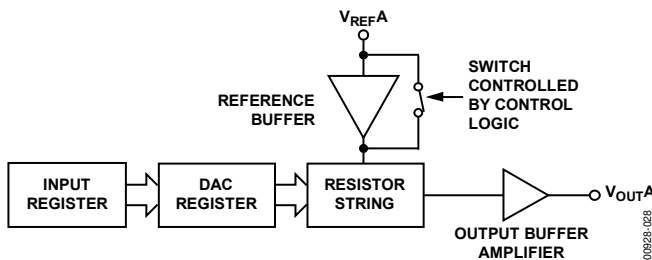 VREFA
REFERENCE
BUFFER
SWITCH
CONTROLLED
BY CONTROL
LOGIC
INPUT
REGISTER
DAC
REGISTER
RESISTOR
STRING
VOUTA
OUTPUT BUFFER
AMPLIFIER
00928-028